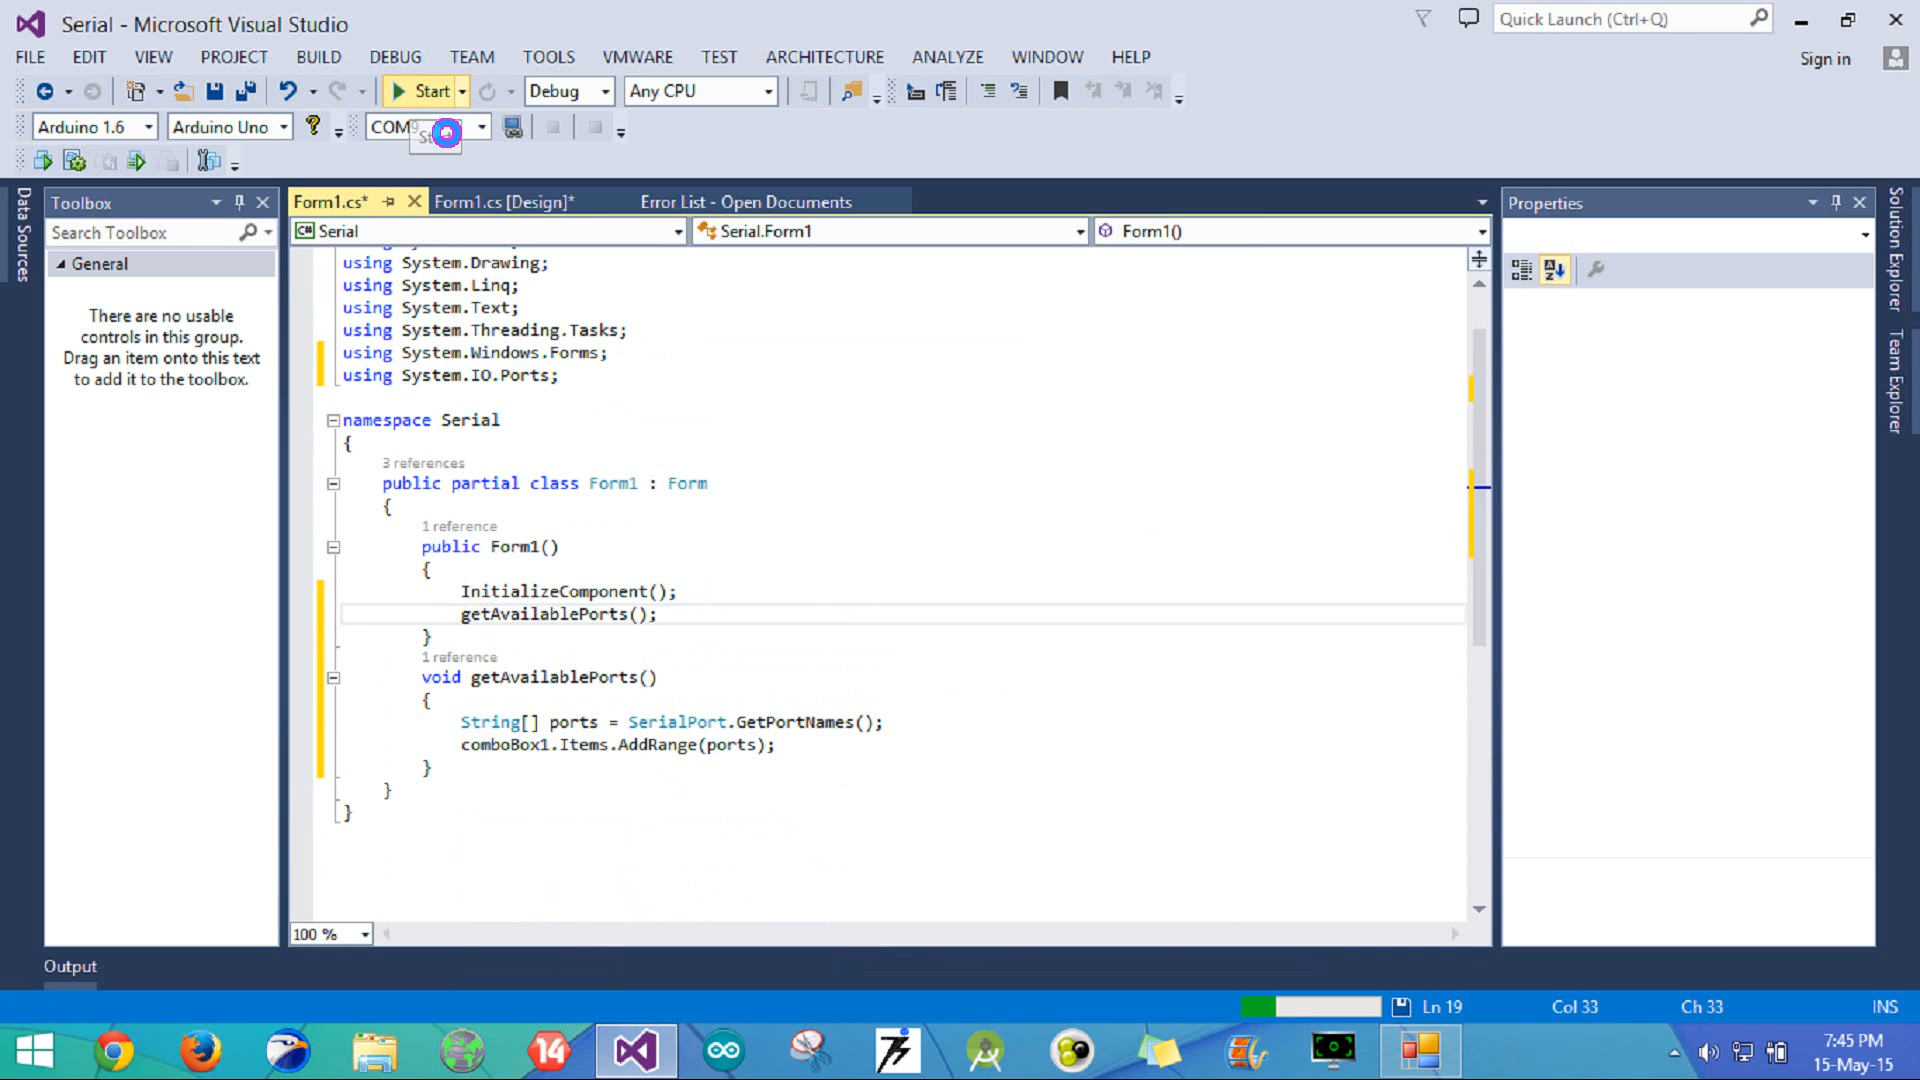 Serial - Microsoft Visual Studio
Quick Launch (Ctrl+Q)
FILE EDIT VIEW PROJECT BUILD DEBUG TEAM TOOLS VMWARE TEST ARCHITECTURE ANALYZE WINDOW HELP
Sign in
Start Debug Any CPU
Arduino 1.6 Arduino Uno COM9
Data Sources
Toolbox
Search Toolbox
General
There are no usable
controls in this group.
Drag an item onto this text
to add it to the toolbox.
Form1.cs* Form1.cs [Design]* Error List - Open Documents
C# Serial Serial.Form1 Form1()
using System.Drawing;
using System.Linq;
using System.Text;
using System.Threading.Tasks;
using System.Windows.Forms;
using System.IO.Ports;
namespace Serial
{
3 references
public partial class Form1 : Form
{
1 reference
public Form1()
{
InitializeComponent();
getAvailablePorts();
}
1 reference
void getAvailablePorts()
{
String[] ports = SerialPort.GetPortNames();
comboBox1.Items.AddRange(ports);
}
}
}
100 %
Properties
Solution Explorer
Team Explorer
Output
Ln 19 Col 33 Ch 33 INS
14
7:45 PM
15-May-15